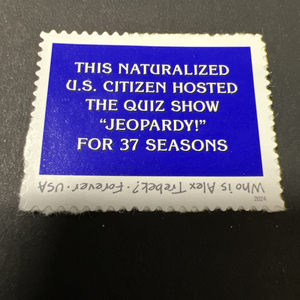 THIS NATURALIZED
U.S. CITIZEN HOSTED
THE QUIZ SHOW
“JEOPARDY!”
FOR 37 SEASONS
Who is Alex Trebek? · Forever · USA
2024